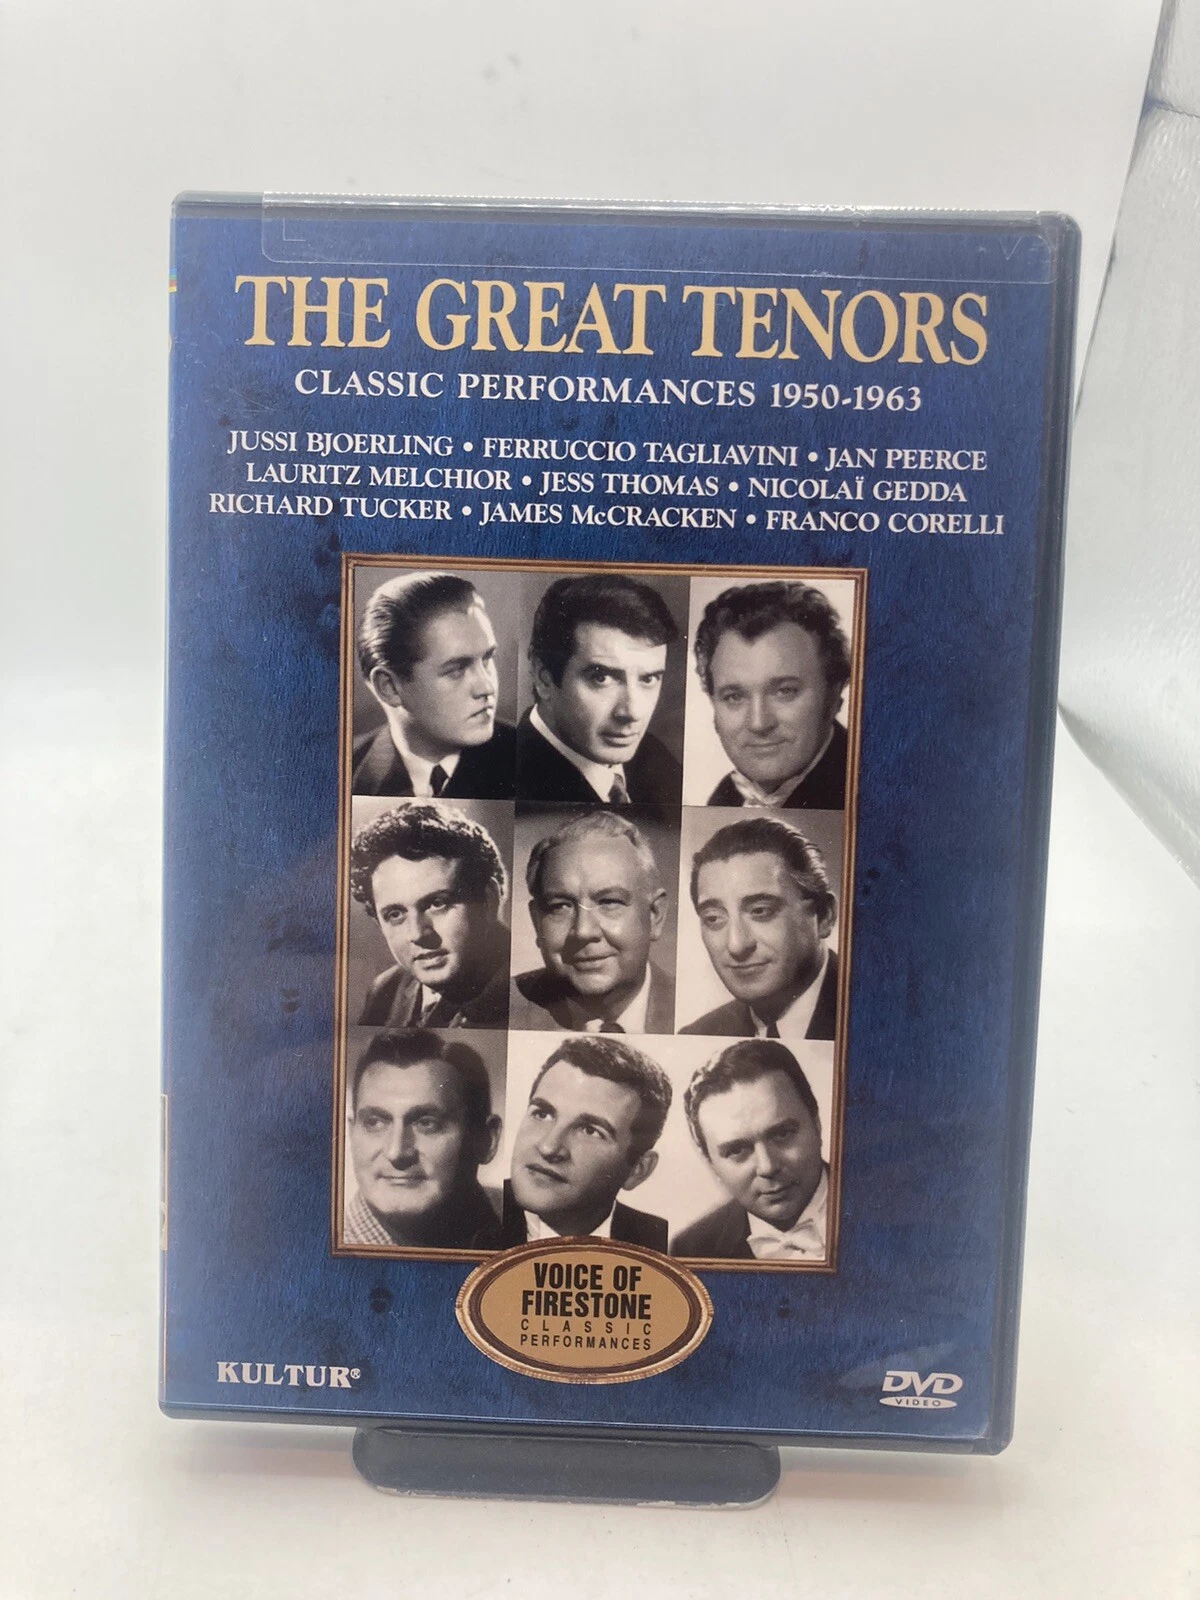 THE GREAT TENORS
CLASSIC PERFORMANCES 1950-1963
JUSSI BJOERLING • FERRUCCIO TAGLIAVINI • JAN PEERCE
LAURITZ MELCHIOR • JESS THOMAS • NICOLAÏ GEDDA
RICHARD TUCKER • JAMES McCRACKEN • FRANCO CORELLI
VOICE OF
FIRESTONE
CLASSIC
PERFORMANCES
KULTUR®
DVD
VIDEO